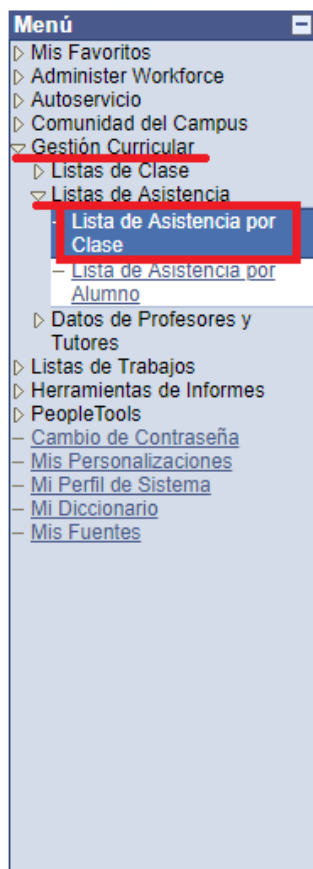 Menú
Mis Favoritos
Administer Workforce
Autoservicio
Comunidad del Campus
Gestión Curricular
Listas de Clase
Listas de Asistencia
– Lista de Asistencia por
Clase
– Lista de Asistencia por
Alumno
Datos de Profesores y
Tutores
Listas de Trabajos
Herramientas de Informes
PeopleTools
– Cambio de Contraseña
– Mis Personalizaciones
– Mi Perfil de Sistema
– Mi Diccionario
– Mis Fuentes